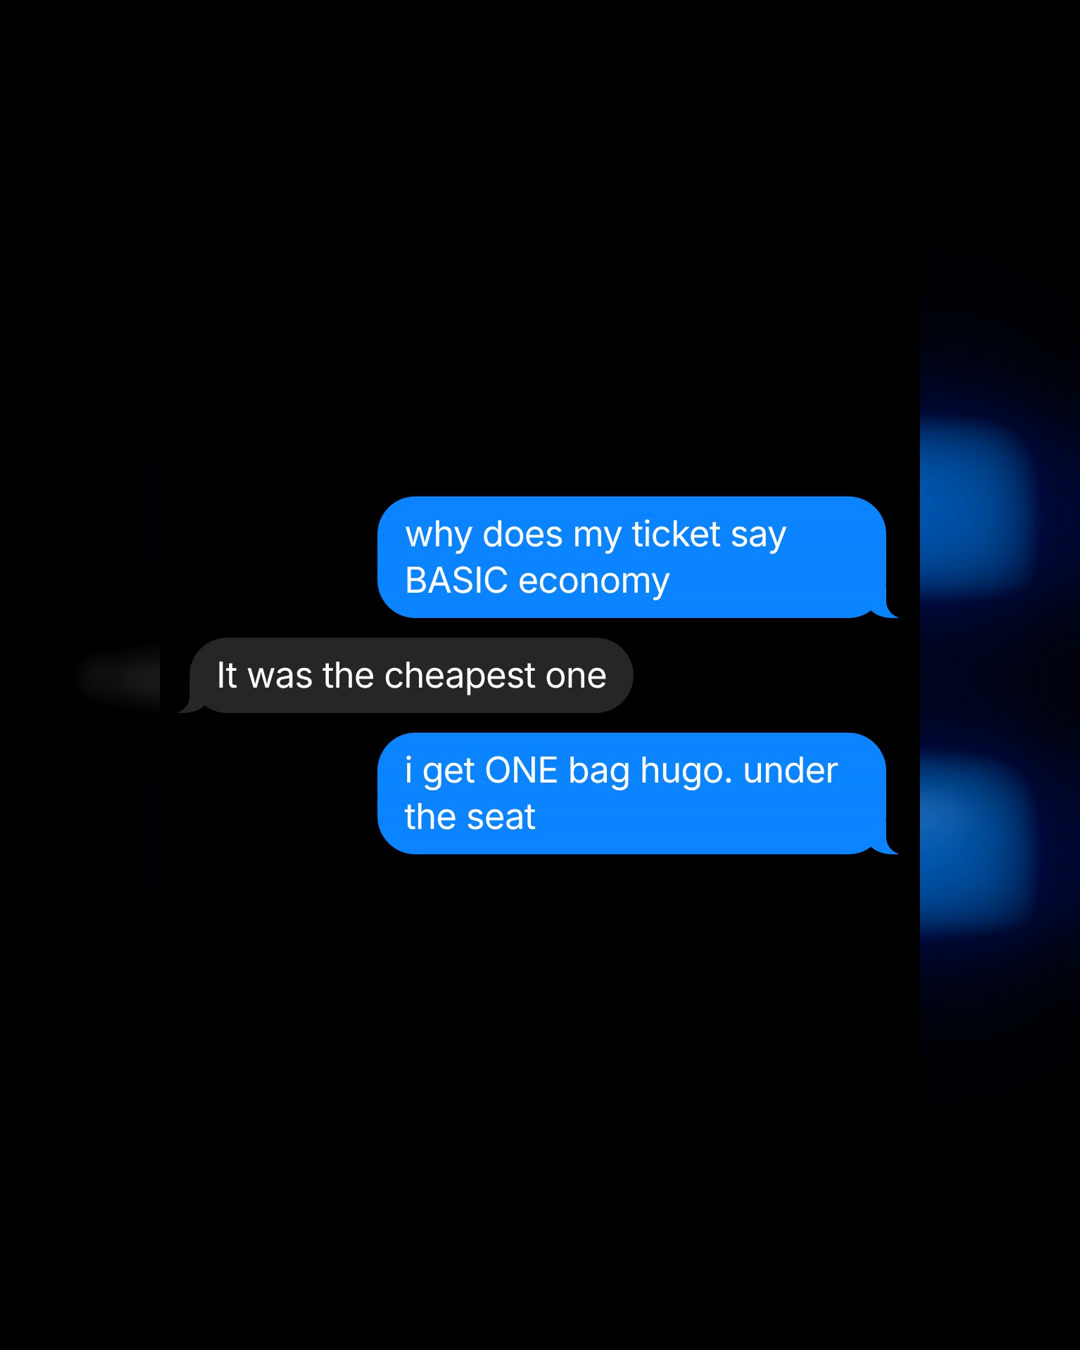 why does my ticket say
BASIC economy
It was the cheapest one
i get ONE bag hugo. under
the seat